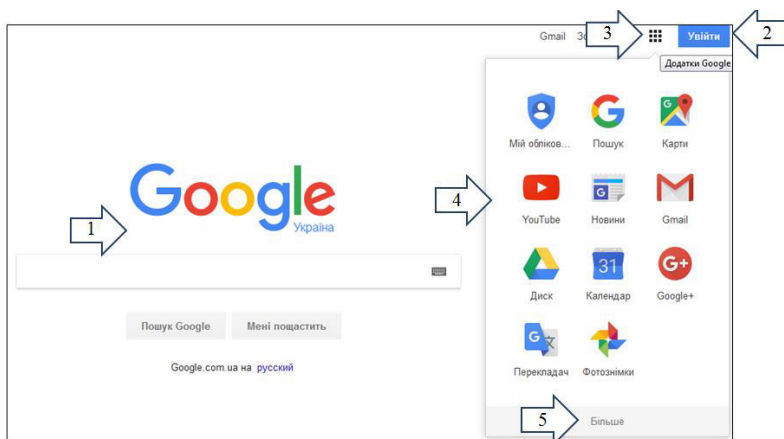 Gmail
3
Увійти
2
Додатки Google
Мій обліков...
Пошук
Карти
Google
Україна
1
4
YouTube
Новини
Gmail
31
G+
Диск
Календар
Google+
Пошук Google
Мені пощастить
Перекладач
Фотознімки
Google.com.ua на русский
5
Більше